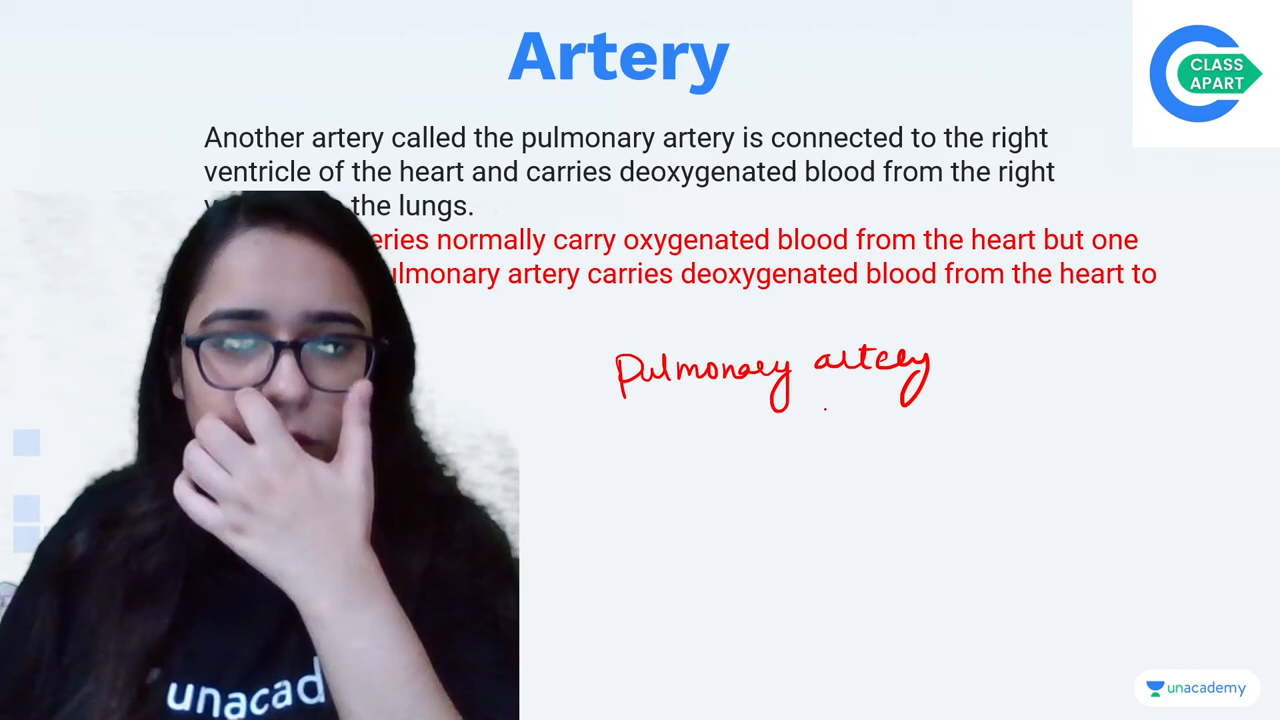 Artery
CLASS
APART
Another artery called the pulmonary artery is connected to the right
ventricle of the heart and carries deoxygenated blood from the right
the lungs.
normally carry oxygenated blood from the heart but one
artery carries deoxygenated blood from the heart to
Pulmonary artery
unacad
unacademy